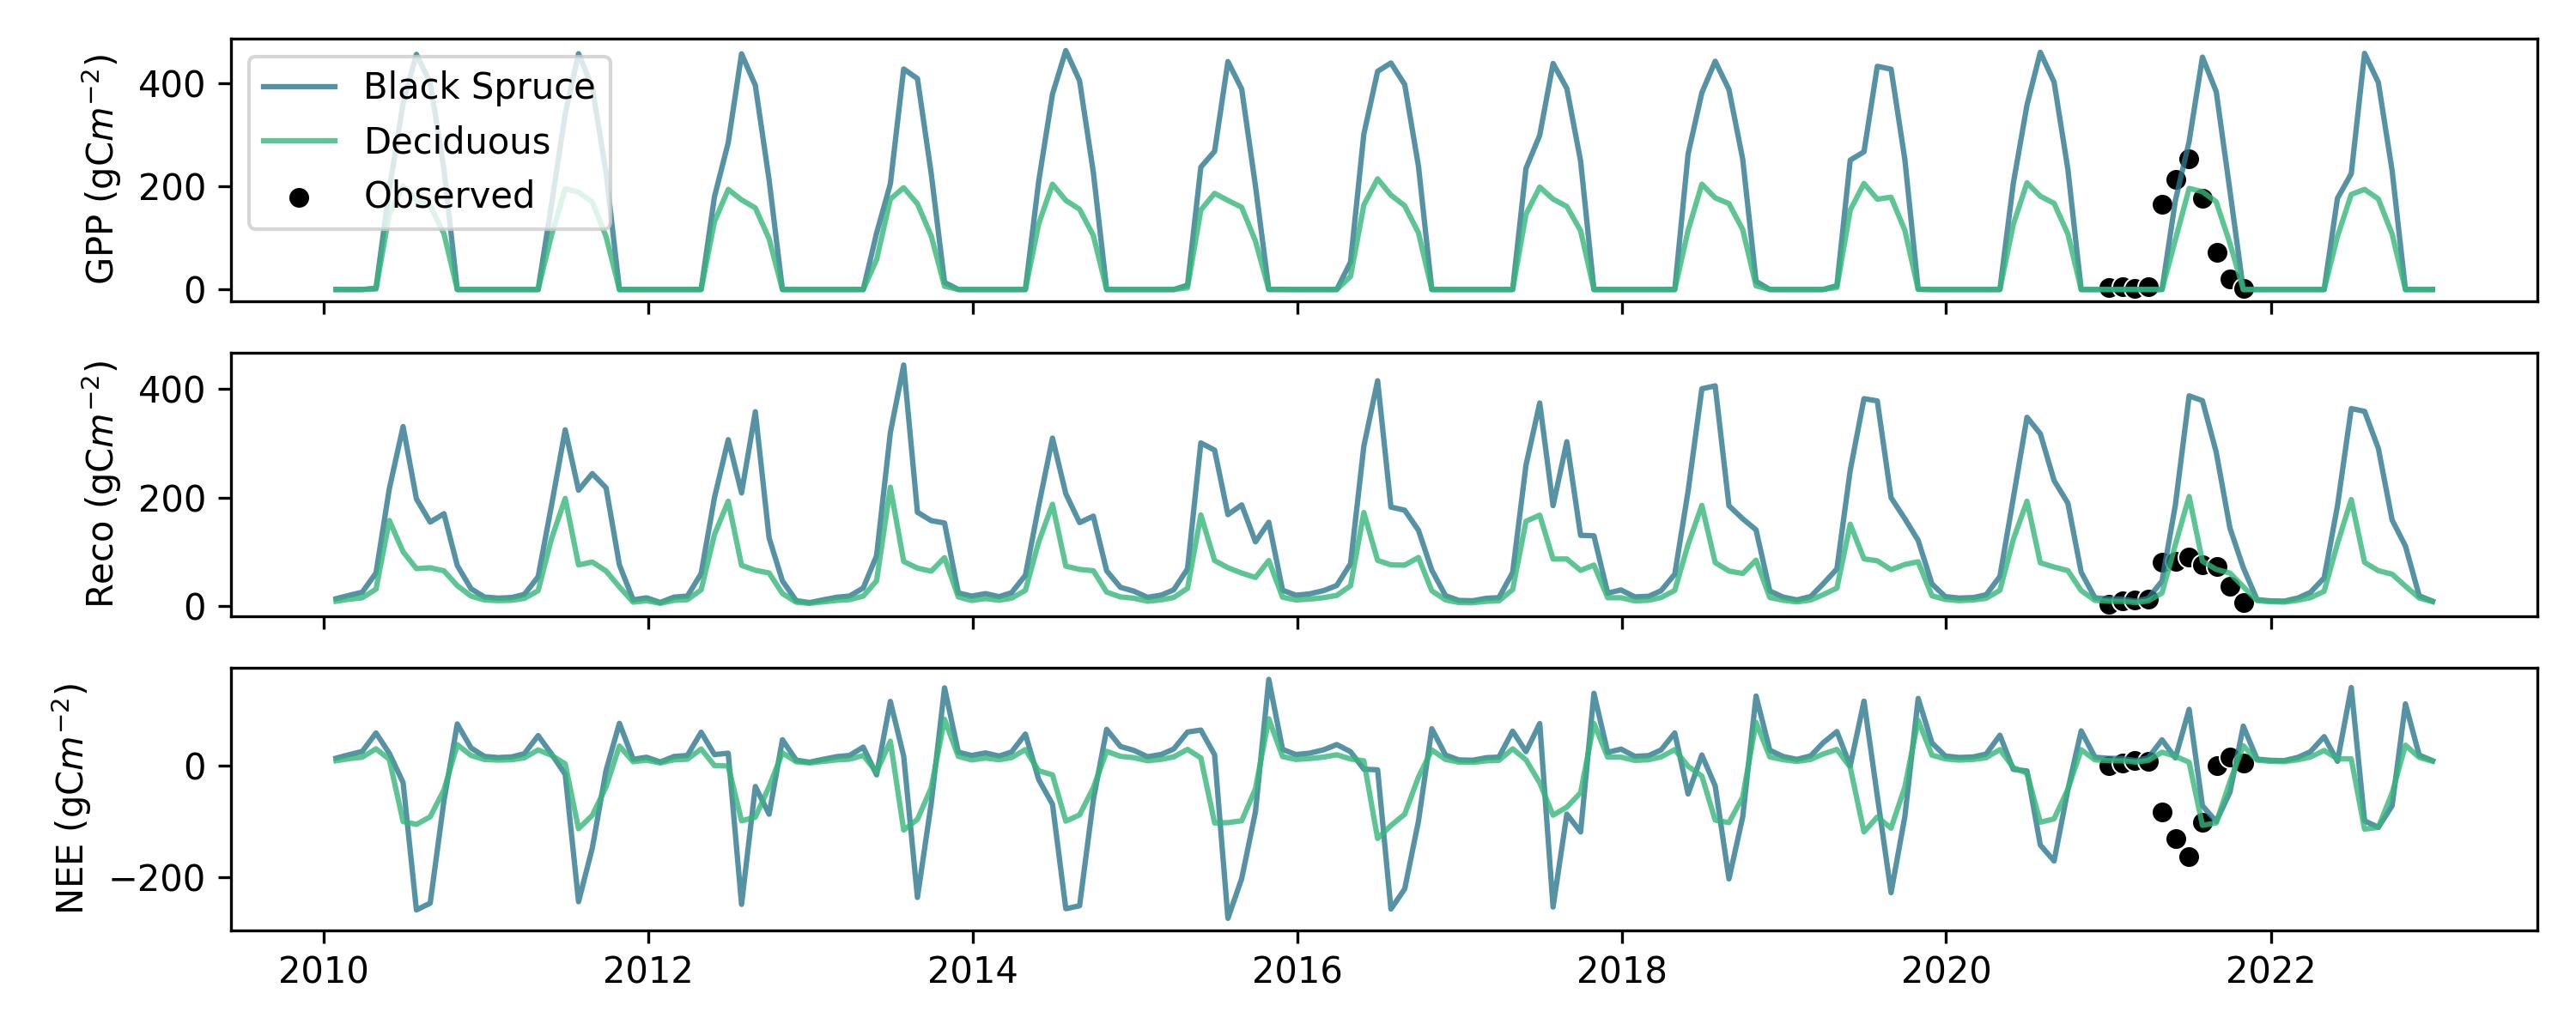 GPP (gCm⁻²)
400
200
0
Black Spruce
Deciduous
Observed
Reco (gCm⁻²)
400
200
0
NEE (gCm⁻²)
0
−200
2010 2012 2014 2016 2018 2020 2022